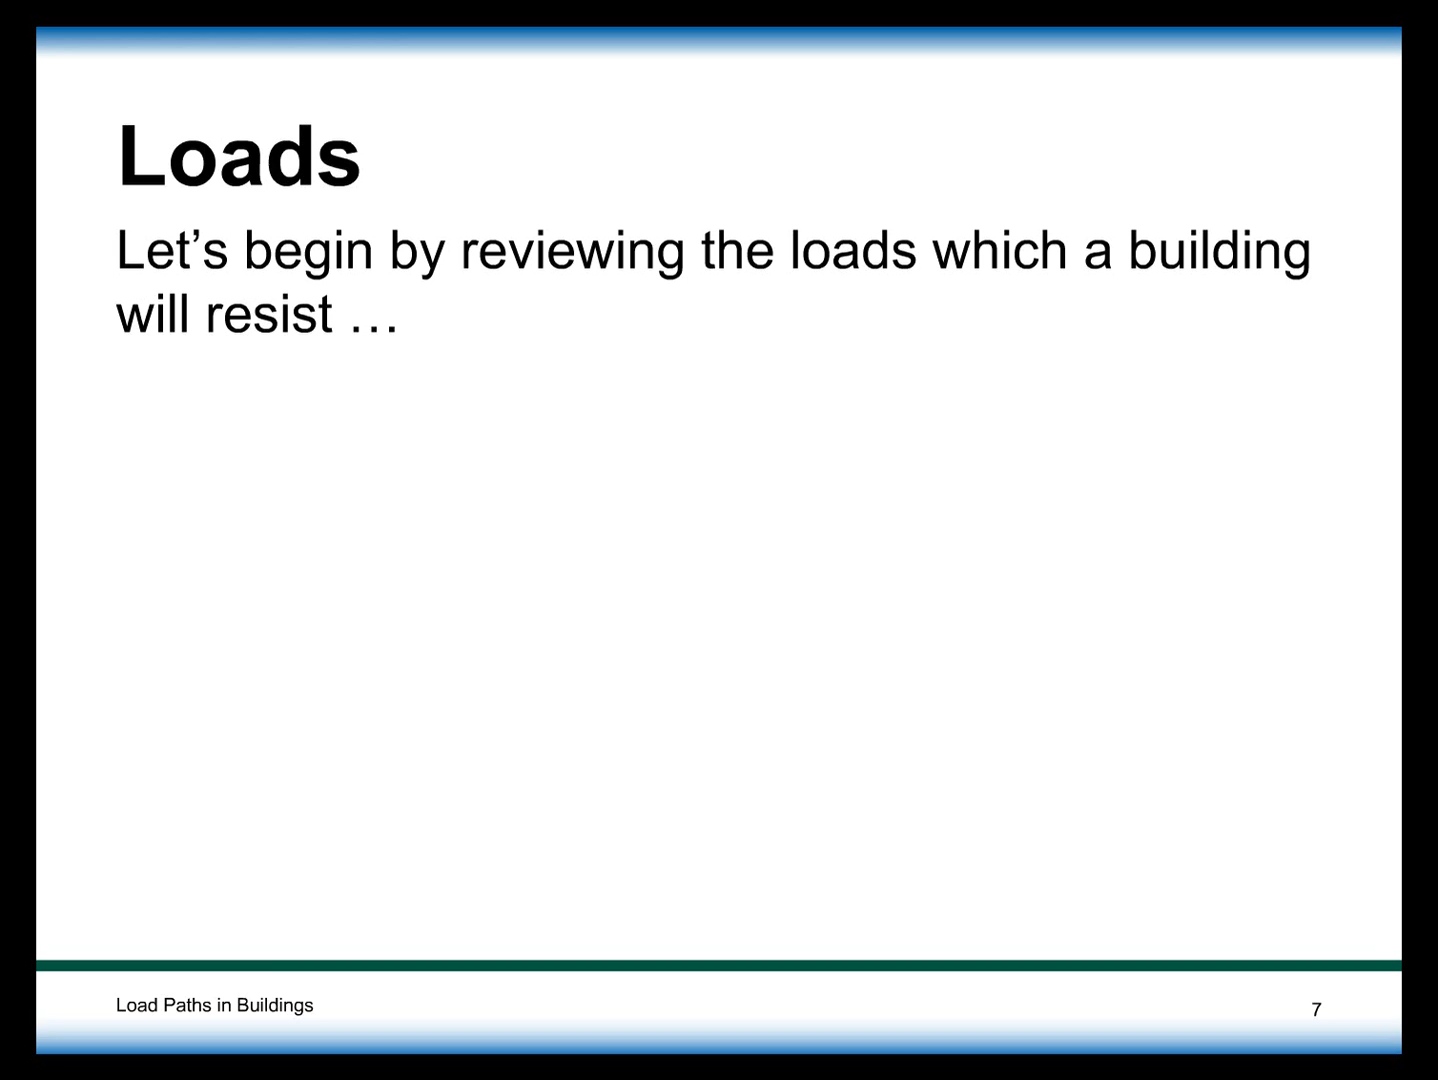 Loads
Let’s begin by reviewing the loads which a building
will resist …
Load Paths in Buildings
7